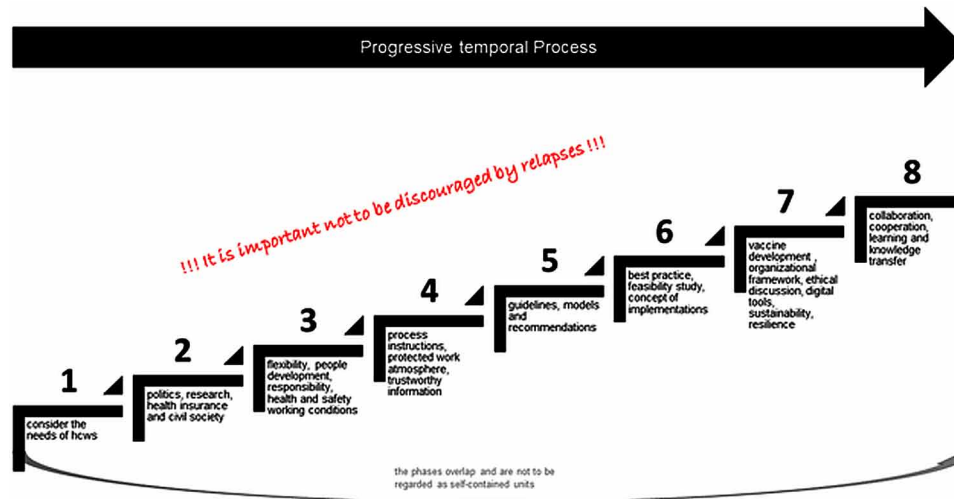 Progressive temporal Process
!!! It is important not to be discouraged by relapses !!!
1
consider the
needs of hcws
2
politics, research,
health insurance
and civil society
3
flexibility, people
development,
responsibility,
health and safety
working conditions
4
process
instructions,
protected work
atmosphere,
trustworthy
information
5
guidelines, models
and
recommendations
6
best practice,
feasibility study,
concept of
implementations
7
vaccine
development ,
organizational
framework, ethical
discussion, digital
tools,
sustainability,
resilience
8
collaboration,
cooperation,
learning and
knowledge
transfer
the phases overlap and are not to be
regarded as self-contained units